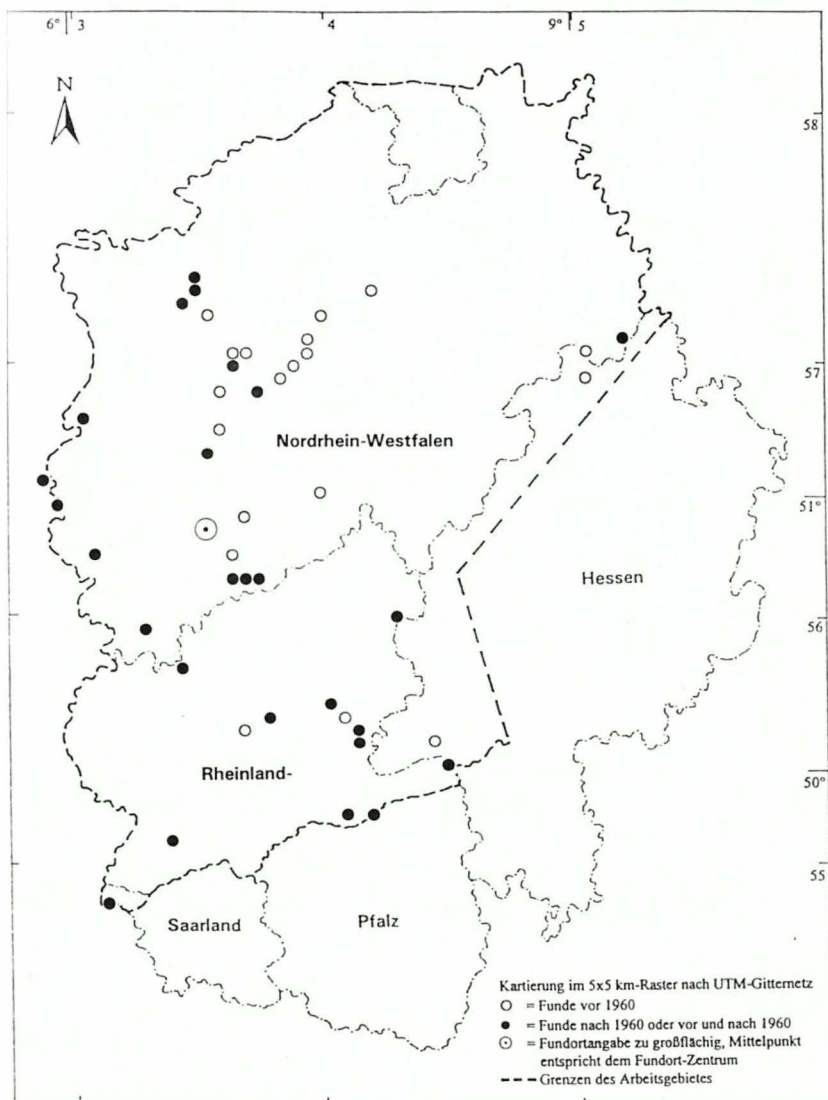 6° 3 4 9° 5
N
58
57
Nordrhein-Westfalen
51°
Hessen
56
Rheinland-
50°
55
Saarland
Pfalz
Kartierung im 5x5 km-Raster nach UTM-Gitternetz
= Funde vor 1960
= Funde nach 1960 oder vor und nach 1960
= Fundortangabe zu großflächig, Mittelpunkt
entspricht dem Fundort-Zentrum
= Grenzen des Arbeitsgebietes